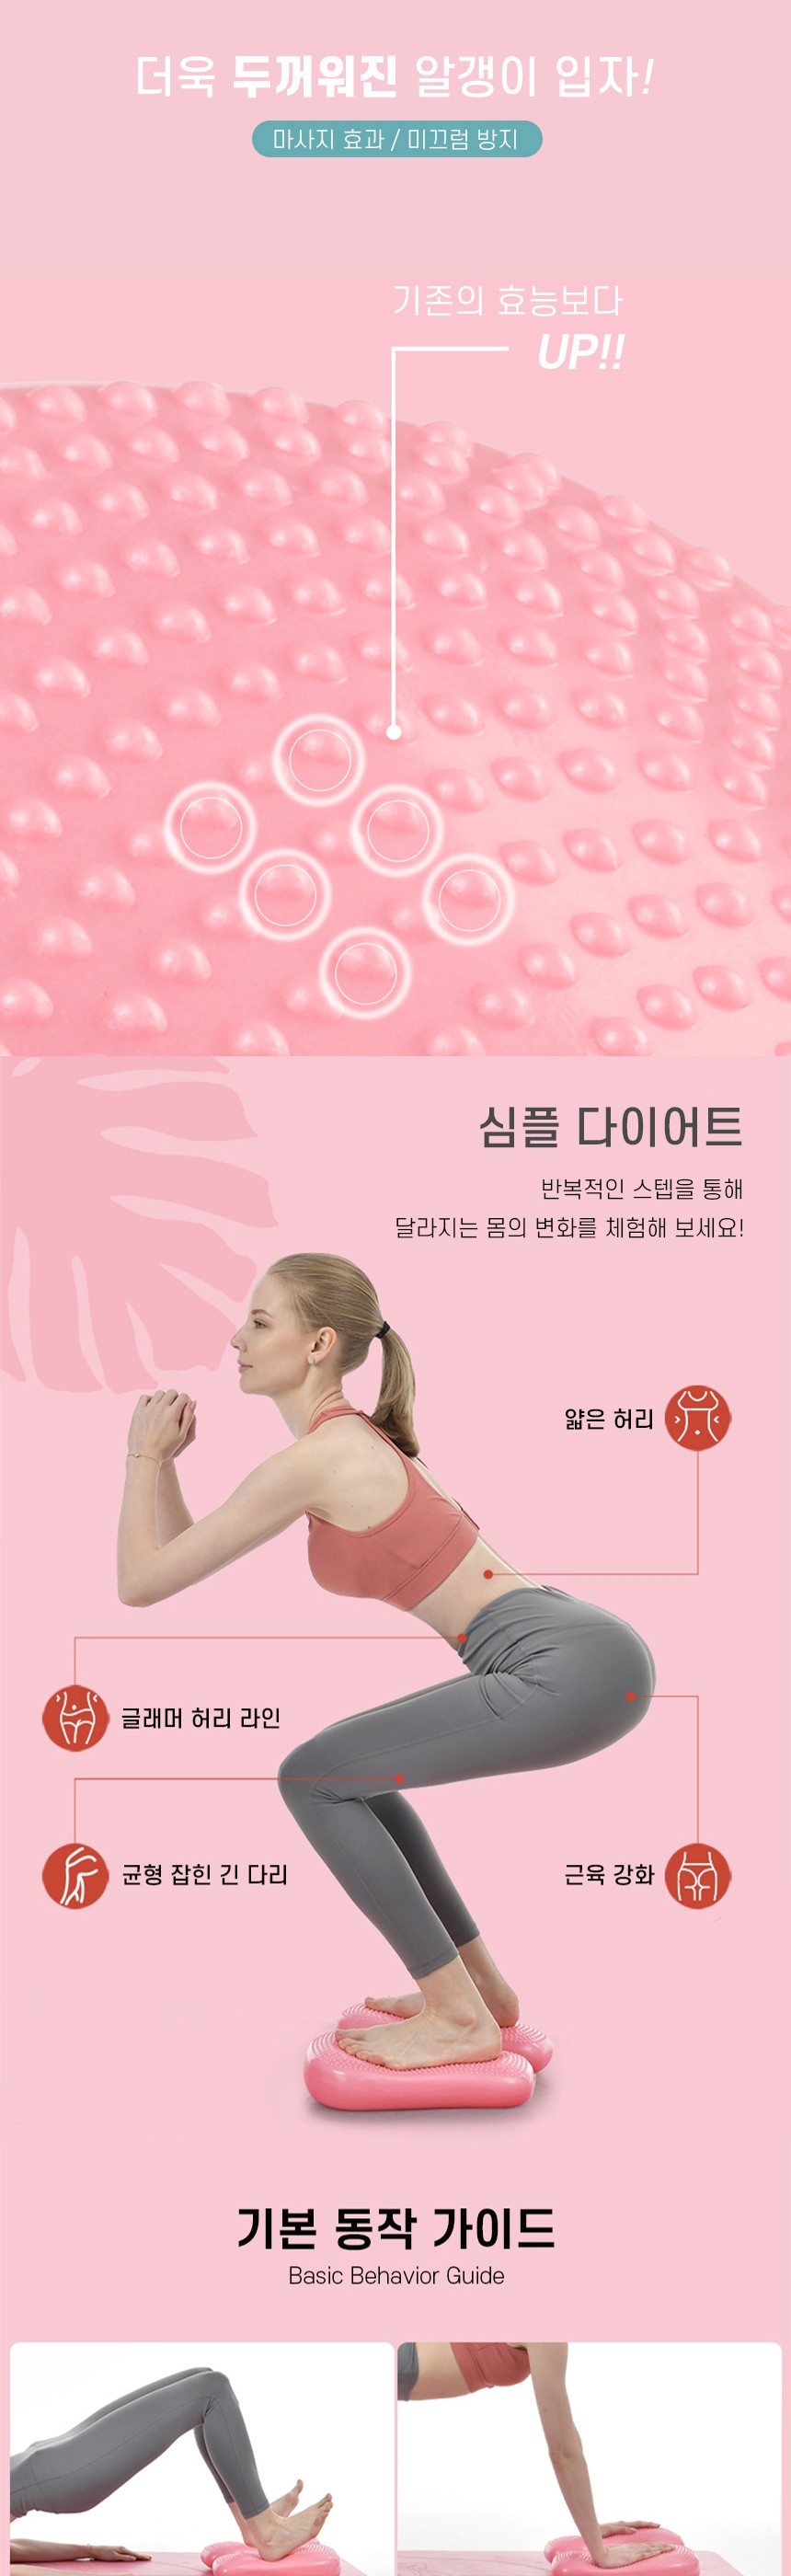 더욱 두꺼워진 알갱이 입자!
마사지 효과 / 미끄럼 방지
기존의 효능보다
UP!!
심플 다이어트
반복적인 스텝을 통해
달라지는 몸의 변화를 체험해 보세요!
얇은 허리
글래머 허리 라인
균형 잡힌 긴 다리
근육 강화
기본 동작 가이드
Basic Behavior Guide